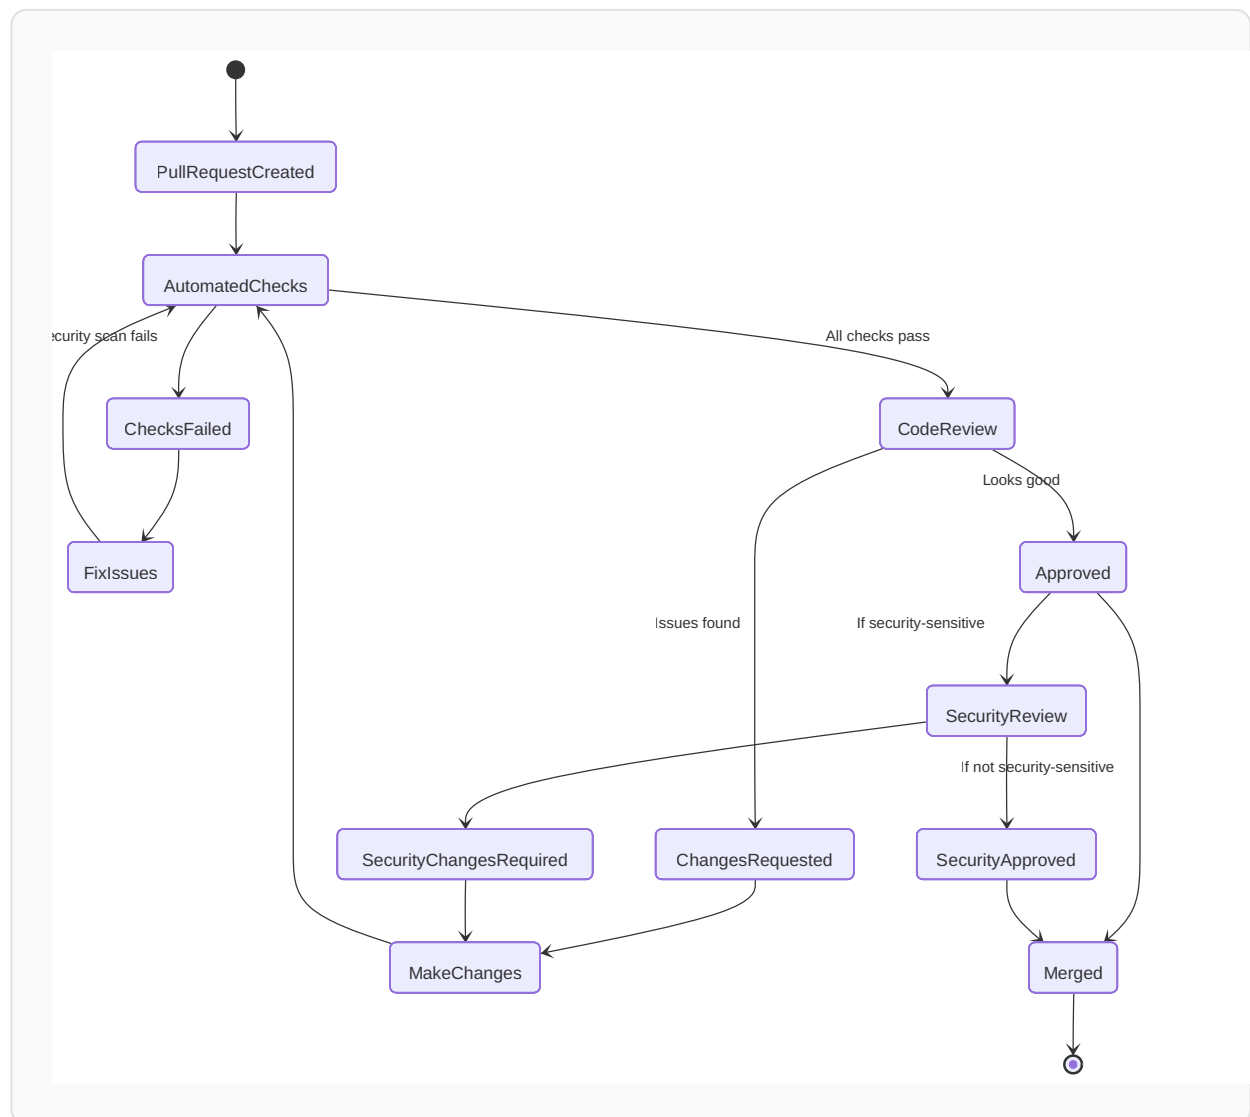 PullRequestCreated
AutomatedChecks
scan fails
All checks pass
ChecksFailed
CodeReview
Looks good
FixIssues
Approved
Issues found
If security-sensitive
SecurityReview
If not security-sensitive
SecurityChangesRequired
ChangesRequested
SecurityApproved
MakeChanges
Merged